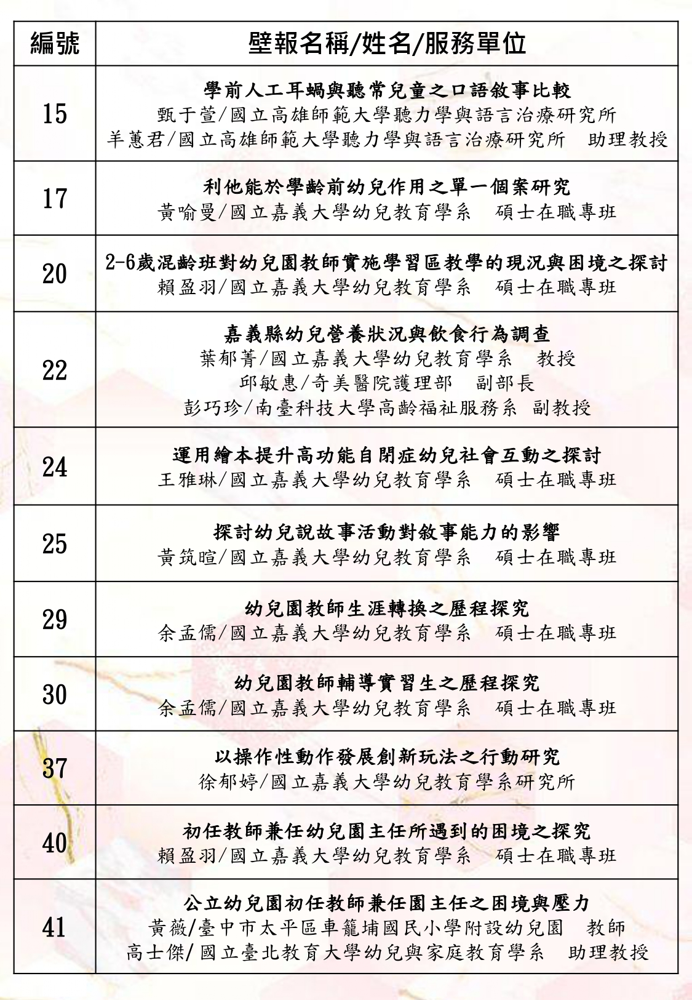 編號 壁報名稱/姓名/服務單位
15
學前人工耳蝸與聽常兒童之口語敘事比較
甄于萱/國立高雄師範大學聽力學與語言治療研究所
羊蕙君/國立高雄師範大學聽力學與語言治療研究所 助理教授
17
利他能於學齡前幼兒作用之單一個案研究
黃喻曼/國立嘉義大學幼兒教育學系 碩士在職專班
20
2-6歲混齡班對幼兒園教師實施學習區教學的現況與困境之探討
賴盈羽/國立嘉義大學幼兒教育學系 碩士在職專班
22
嘉義縣幼兒營養狀況與飲食行為調查
葉郁菁/國立嘉義大學幼兒教育學系 教授
邱敏惠/奇美醫院護理部 副部長
彭巧珍/南臺科技大學高齡福祉服務系 副教授
24
運用繪本提升高功能自閉症幼兒社會互動之探討
王雅琳/國立嘉義大學幼兒教育學系 碩士在職專班
25
探討幼兒說故事活動對敘事能力的影響
黃筑暄/國立嘉義大學幼兒教育學系 碩士在職專班
29
幼兒園教師生涯轉換之歷程探究
余孟儒/國立嘉義大學幼兒教育學系 碩士在職專班
30
幼兒園教師輔導實習生之歷程探究
余孟儒/國立嘉義大學幼兒教育學系 碩士在職專班
37
以操作性動作發展創新玩法之行動研究
徐郁婷/國立嘉義大學幼兒教育學系研究所
40
初任教師兼任幼兒園主任所遇到的困境之探究
賴盈羽/國立嘉義大學幼兒教育學系 碩士在職專班
41
公立幼兒園初任教師兼任園主任之困境與壓力
黃薇/臺中市太平區車籠埔國民小學附設幼兒園 教師
高士傑/ 國立臺北教育大學幼兒與家庭教育學系 助理教授